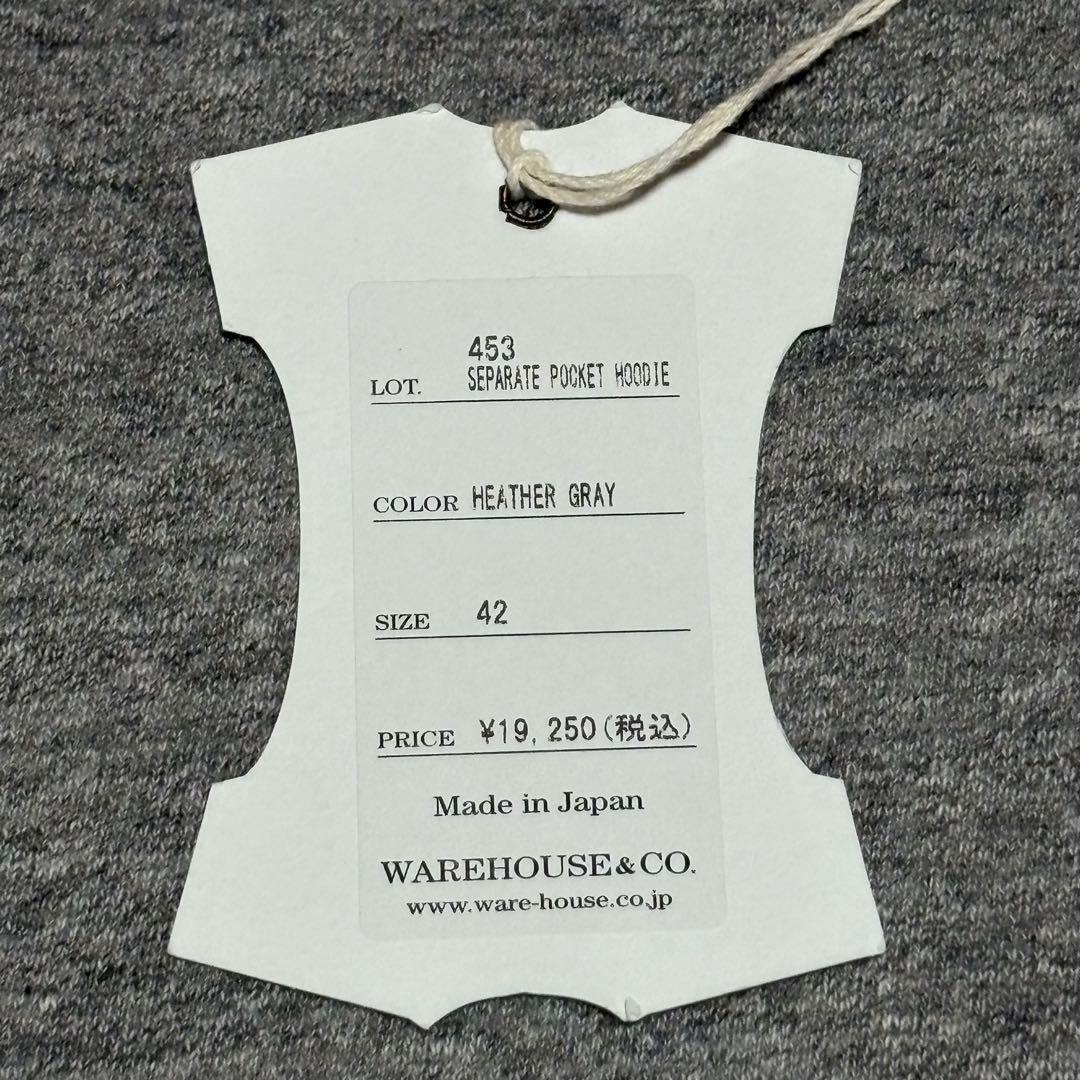 453
LOT. SEPARATE POCKET HOODIE
COLOR HEATHER GRAY
SIZE 42
PRICE ¥19,250(税込)
Made in Japan
WAREHOUSE&CO.
www.ware-house.co.jp